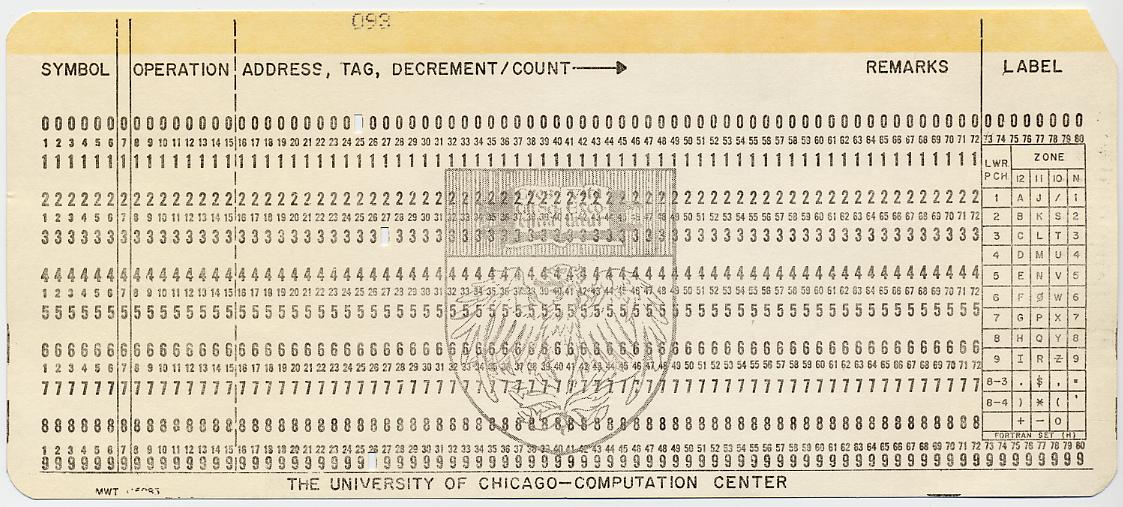 093
SYMBOL OPERATION ADDRESS, TAG, DECREMENT/COUNT REMARKS LABEL
000000000000000000000000 0000000000000000000000000000000000000000000000000000000
1 2 3 4 5 6 7 8 9 10 11 12 13 14 15 16 17 18 19 20 21 22 23 24 25 26 27 28 29 30 31 32 33 34 35 36 37 38 39 40 41 42 43 44 45 46 47 48 49 50 51 52 53 54 55 56 57 58 59 60 61 62 63 64 65 66 67 68 69 70 71 72 73 74 75 76 77 78 79 80
111111111111111111111111111111111111111111111111111111111111111111111111
222222222222222222222222222222222222222222222222222222222222222222222222
1 2 3 4 5 6 7 8 9 10 11 12 13 14 15 16 17 18 19 20 21 22 23 24 25 26 27 28 29 30 31 32 33 34 35 36 37 38 39 40 41 42 43 44 45 46 47 48 49 50 51 52 53 54 55 56 57 58 59 60 61 62 63 64 65 66 67 68 69 70 71 72
33333333333333333333333333 333333333333333333333333333333333333333333333
444444444444444444444444444444444444444444444444444444444444444444444444
1 2 3 4 5 6 7 8 9 10 11 12 13 14 15 16 17 18 19 20 21 22 23 24 25 26 27 28 29 30 31 32 33 34 35 36 37 38 39 40 41 42 43 44 45 46 47 48 49 50 51 52 53 54 55 56 57 58 59 60 61 62 63 64 65 66 67 68 69 70 71 72
555555555555555555555555555555555555555555555555555555555555555555555555
666666666666666666666666666666666666666666666666666666666666666666666666
1 2 3 4 5 6 7 8 9 10 11 12 13 14 15 16 17 18 19 20 21 22 23 24 25 26 27 28 29 30 31 32 33 34 35 36 37 38 39 40 41 42 43 44 45 46 47 48 49 50 51 52 53 54 55 56 57 58 59 60 61 62 63 64 65 66 67 68 69 70 71 72
777777777777777777777777777777777777777777777777777777777777777777777777
888888888888888888888888888888888888888888888888888888888888888888888888
LWR PCH ZONE
12 11 10 N
1 A J / 1
2 B K S 2
3 C L T 3
4 D M U 4
5 E N V 5
6 F Ø W 6
7 G P X 7
8 H Q Y 8
9 I R Z 9
8-3 . $ , =
8-4 ) * ( '
+ - 0
FORTRAN SET (H)
1 2 3 4 5 6 7 8 9 10 11 12 13 14 15 16 17 18 19 20 21 22 23 24 25 26 27 28 29 30 31 32 33 34 35 36 37 38 39 40 41 42 43 44 45 46 47 48 49 50 51 52 53 54 55 56 57 58 59 60 61 62 63 64 65 66 67 68 69 70 71 72 73 74 75 76 77 78 79 80
9999999999999999999999999 999999999999999999999999999999999999999999999999999999
THE UNIVERSITY OF CHICAGO—COMPUTATION CENTER
MWT